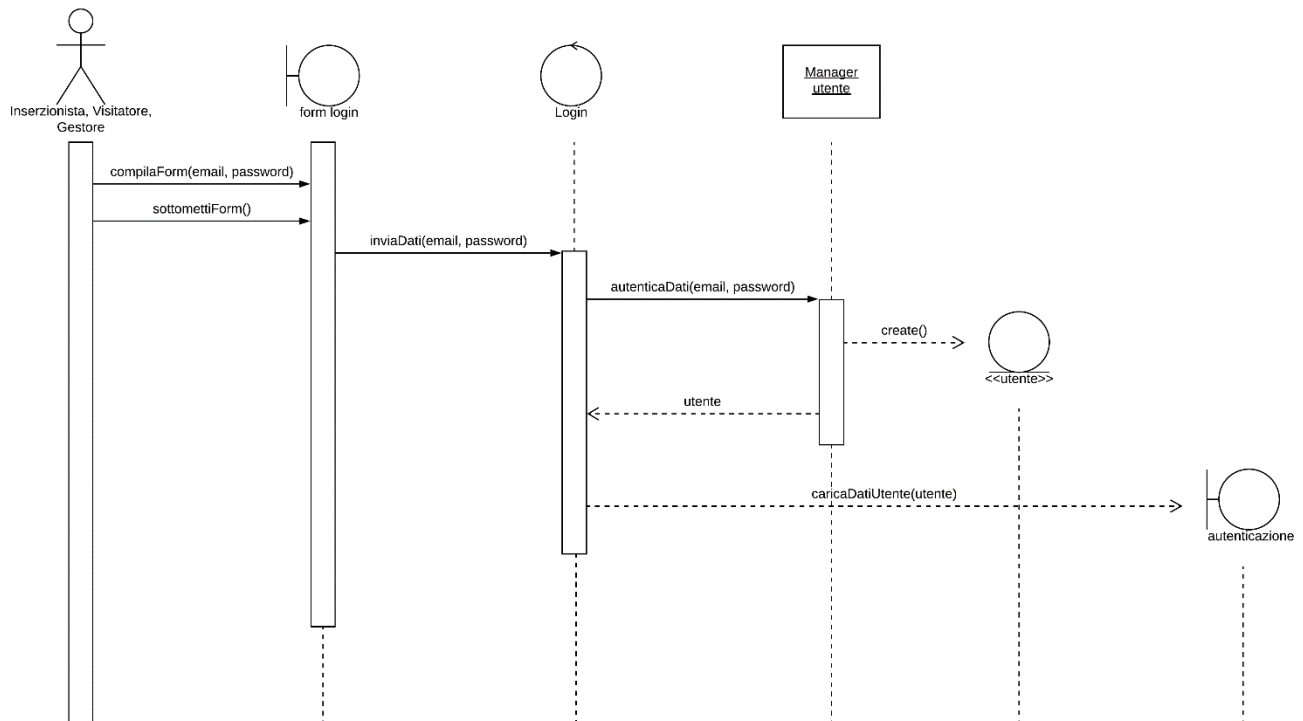 Inserzionista, Visitatore,
Gestore
form login
Login
Manager
utente
compilaForm(email, password)
sottomettiForm()
inviaDati(email, password)
autenticaDati(email, password)
create()
<<utente>>
utente
caricaDatiUtente(utente)
autenticazione